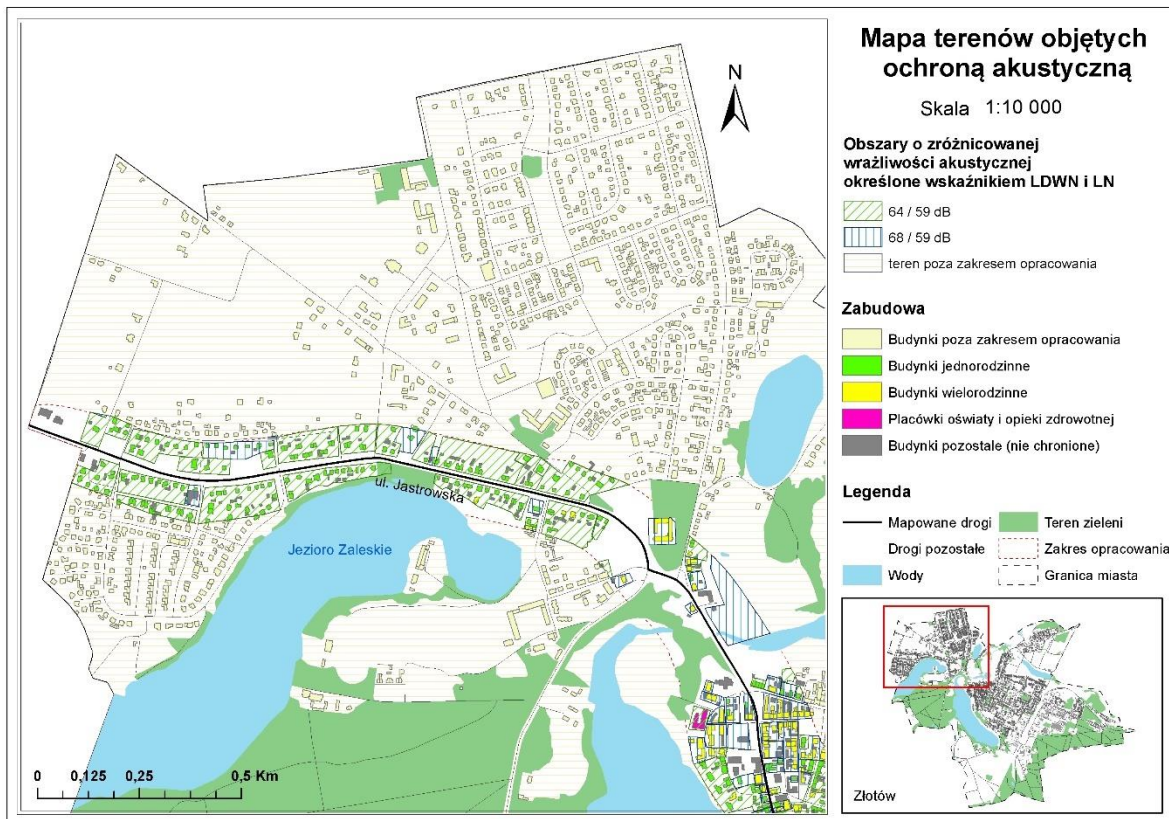 Mapa terenów objętych
ochroną akustyczną
Skala 1:10 000
Obszary o zróżnicowanej
wrażliwości akustycznej
określone wskaźnikiem LDWN i LN
64 / 59 dB
68 / 59 dB
teren poza zakresem opracowania
Zabudowa
Budynki poza zakresem opracowania
Budynki jednorodzinne
Budynki wielorodzinne
Placówki oświaty i opieki zdrowotnej
Budynki pozostałe (nie chronione)
Legenda
Mapowane drogi
Teren zieleni
Drogi pozostałe
Zakres opracowania
Wody
Granica miasta
Złotów
N
ul. Jastrowska
Jezioro Zaleskie
0 0,125 0,25 0,5 Km